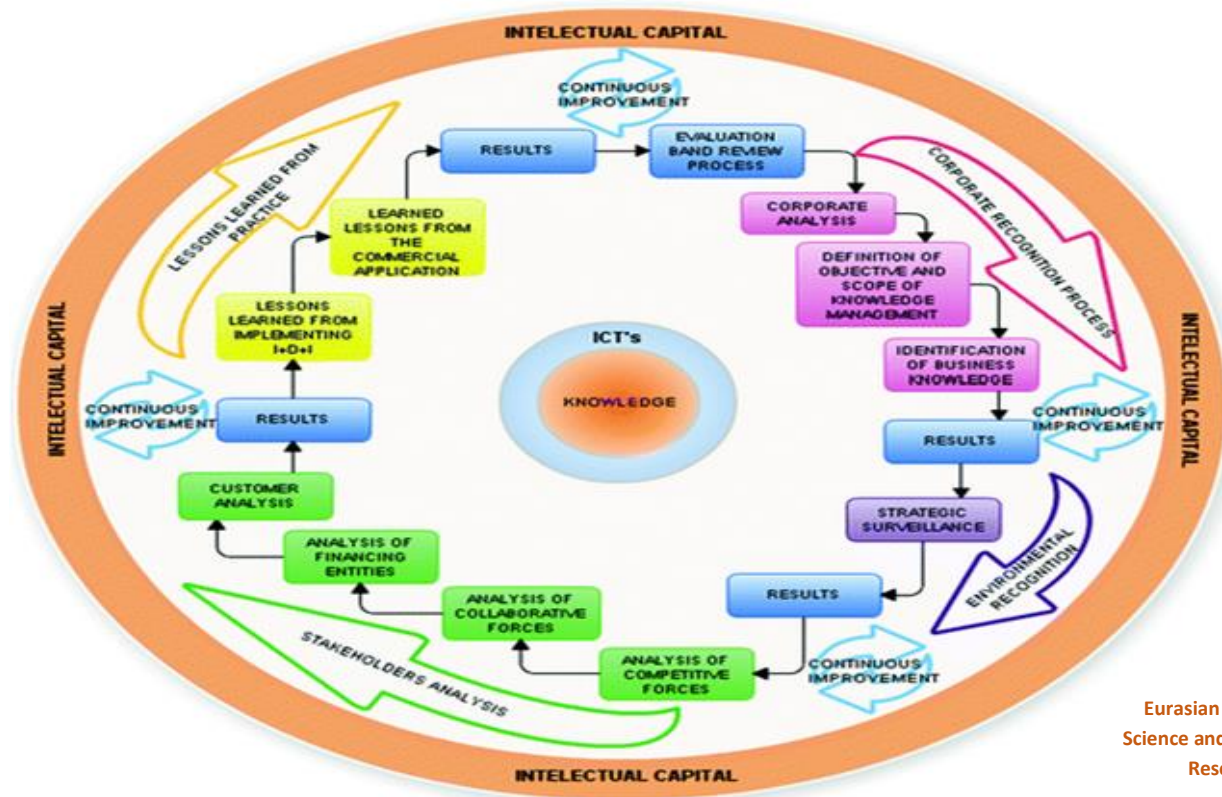 INTELECTUAL CAPITAL
CONTINUOUS
IMPROVEMENT
RESULTS
EVALUATION
BAND REVIEW
PROCESS
CORPORATE RECOGNITION PROCESS
CORPORATE
ANALYSIS
DEFINITION OF
OBJECTIVE AND
SCOPE OF
KNOWLEDGE
MANAGEMENT
IDENTIFICATION
OF BUSINESS
KNOWLEDGE
INTELECTUAL CAPITAL
RESULTS
CONTINUOUS
IMPROVEMENT
STRATEGIC
SURVEILLANCE
ENVIRONMENTAL
RECOGNITION
RESULTS
CONTINUOUS
IMPROVEMENT
ANALYSIS OF
COMPETITIVE
FORCES
ANALYSIS OF
COLLABORATIVE
FORCES
STAKEHOLDERS ANALYSIS
ANALYSIS OF
FINANCING
ENTITIES
CUSTOMER
ANALYSIS
RESULTS
CONTINUOUS
IMPROVEMENT
INTELECTUAL CAPITAL
LESSONS
LEARNED FROM
IMPLEMENTING
I+D+I
LEARNED
LESSONS FROM
THE
COMMERCIAL
APPLICATION
LESSONS LEARNED FROM
PRACTICE
ICT's
KNOWLEDGE
INTELECTUAL CAPITAL
Eurasian
Science and